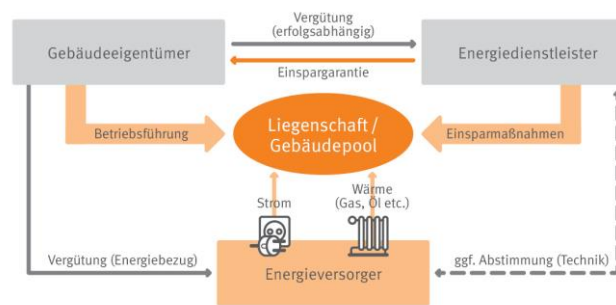 Vergütung
(erfolgsabhängig)
Gebäudeeigentümer
Energiedienstleister
Einspargarantie
Liegenschaft /
Gebäudepool
Betriebsführung
Einsparmaßnahmen
Strom
Wärme
(Gas, Öl etc.)
Vergütung (Energiebezug)
ggf. Abstimmung (Technik)
Energieversorger